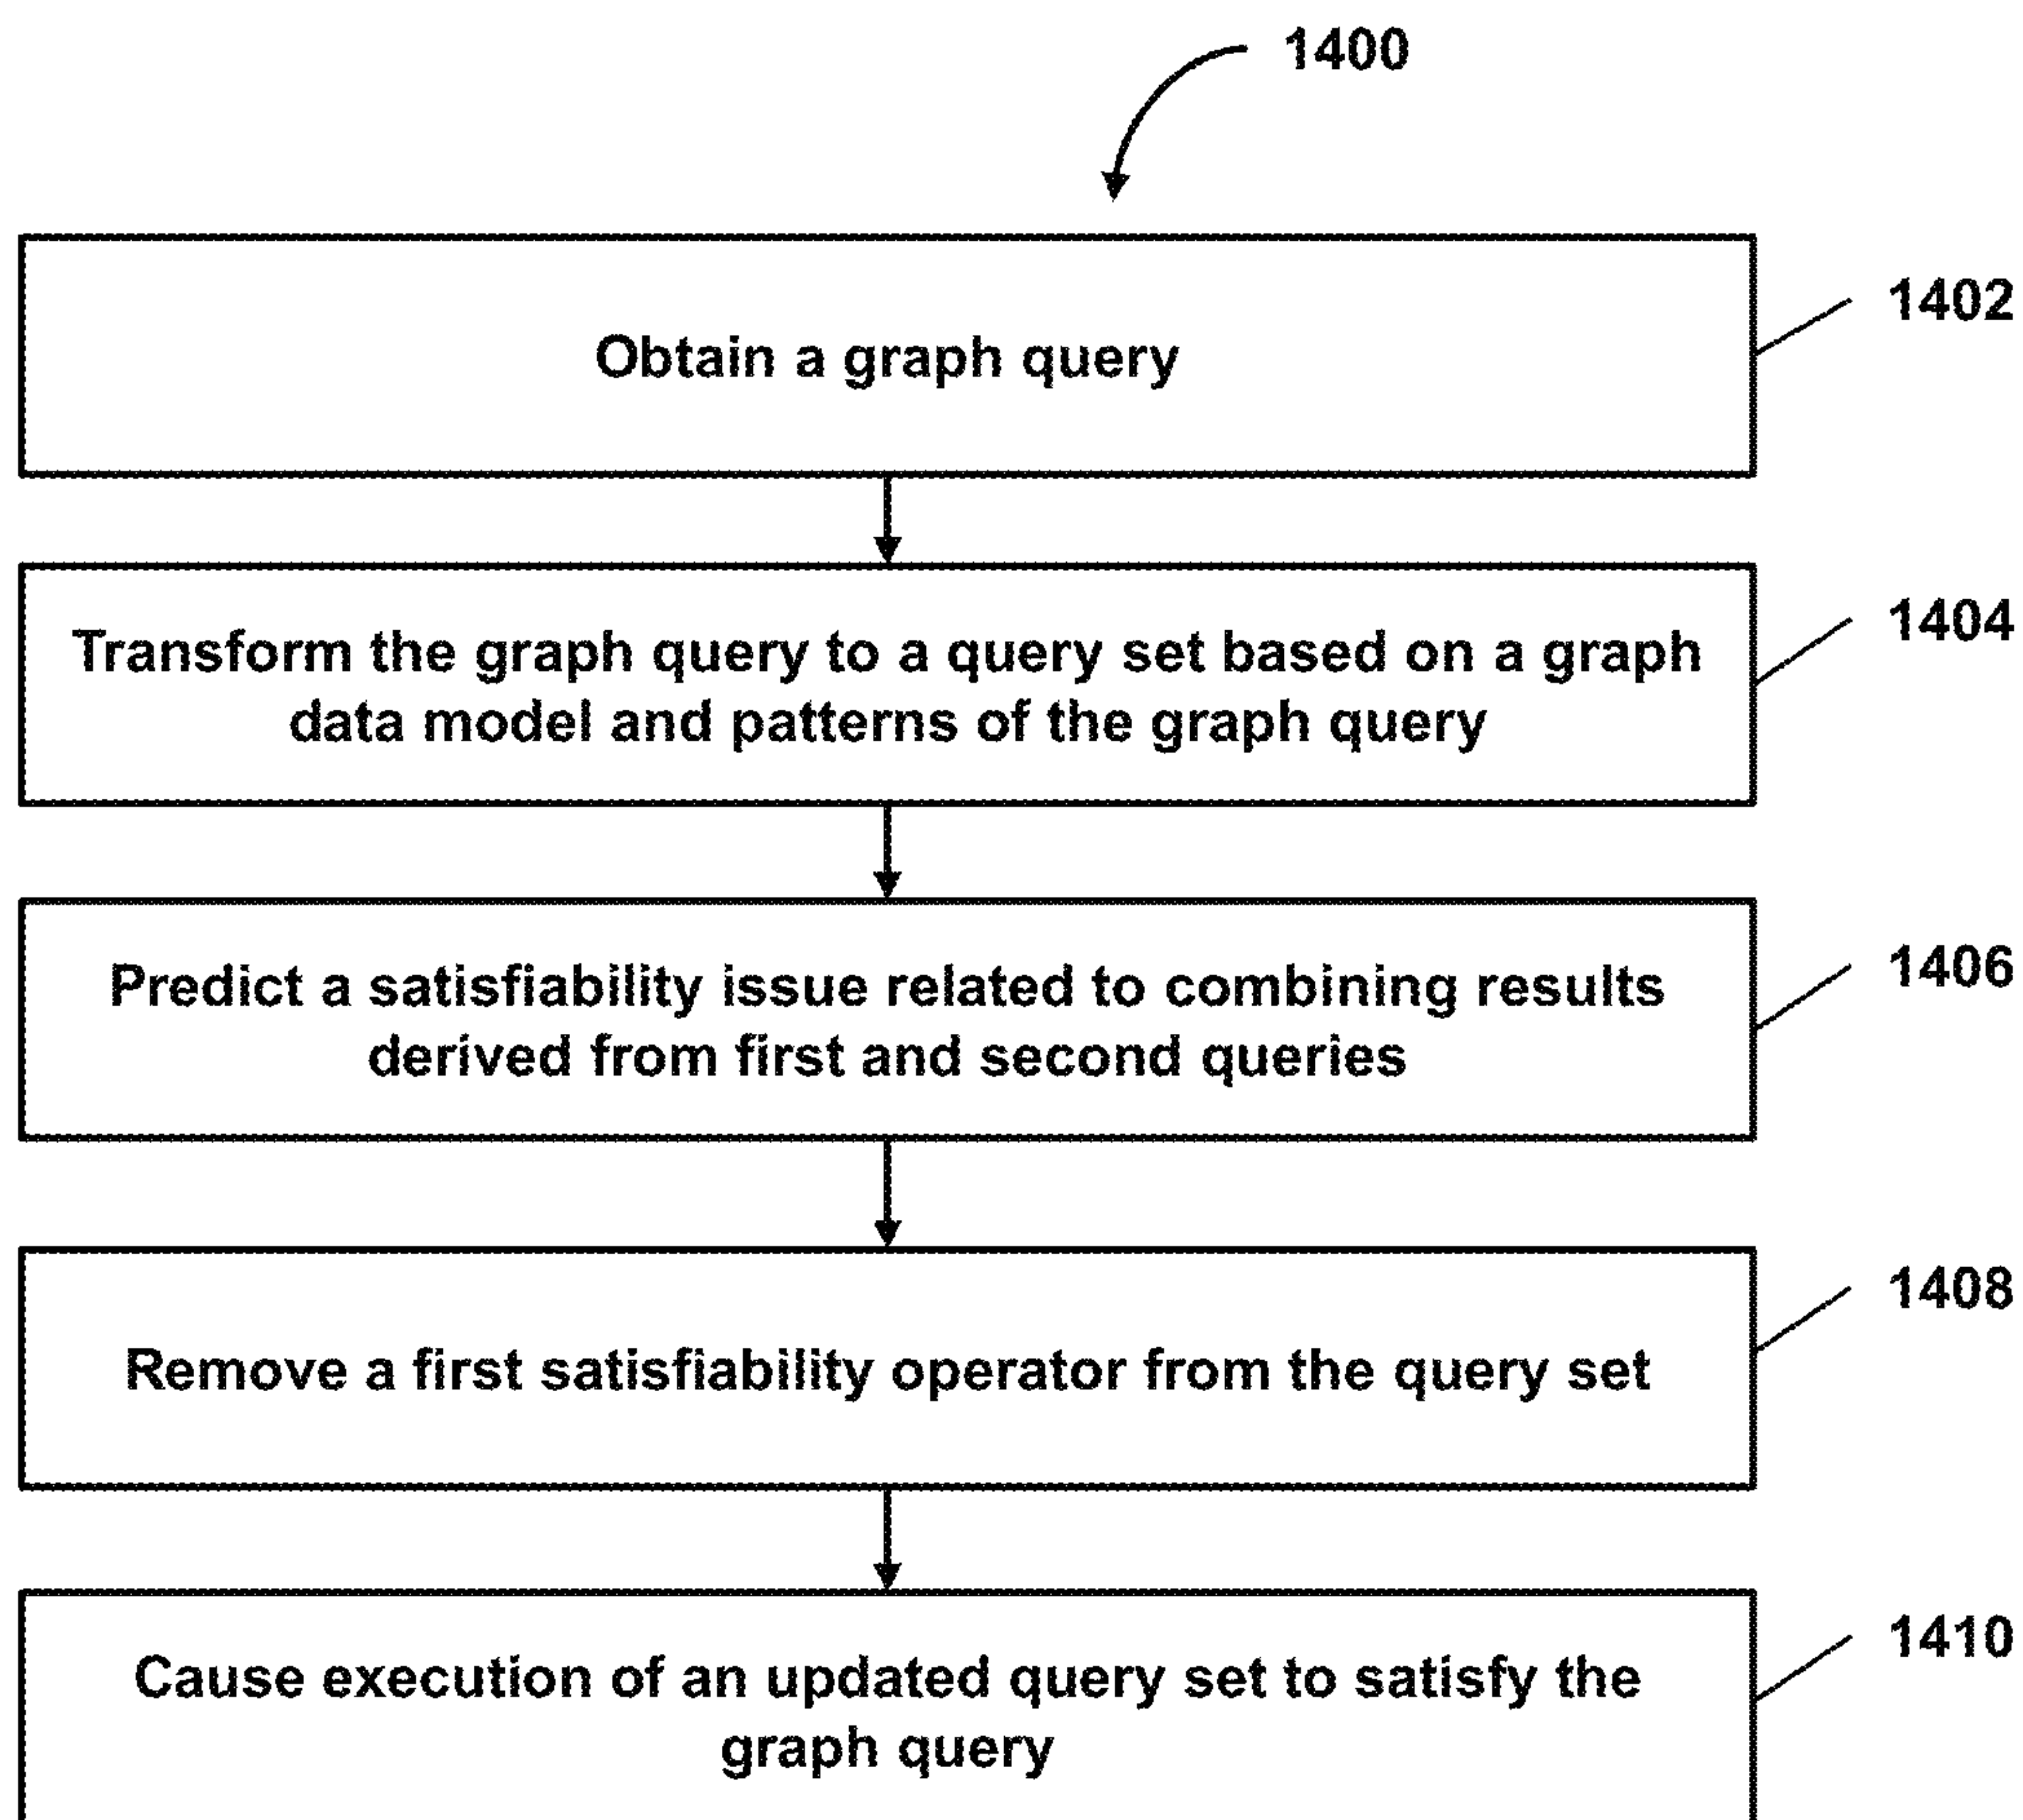 1400
Obtain a graph query
1402
Transform the graph query to a query set based on a graph
data model and patterns of the graph query
1404
Predict a satisfiability issue related to combining results
derived from first and second queries
1406
Remove a first satisfiability operator from the query set
1408
Cause execution of an updated query set to satisfy the
graph query
1410